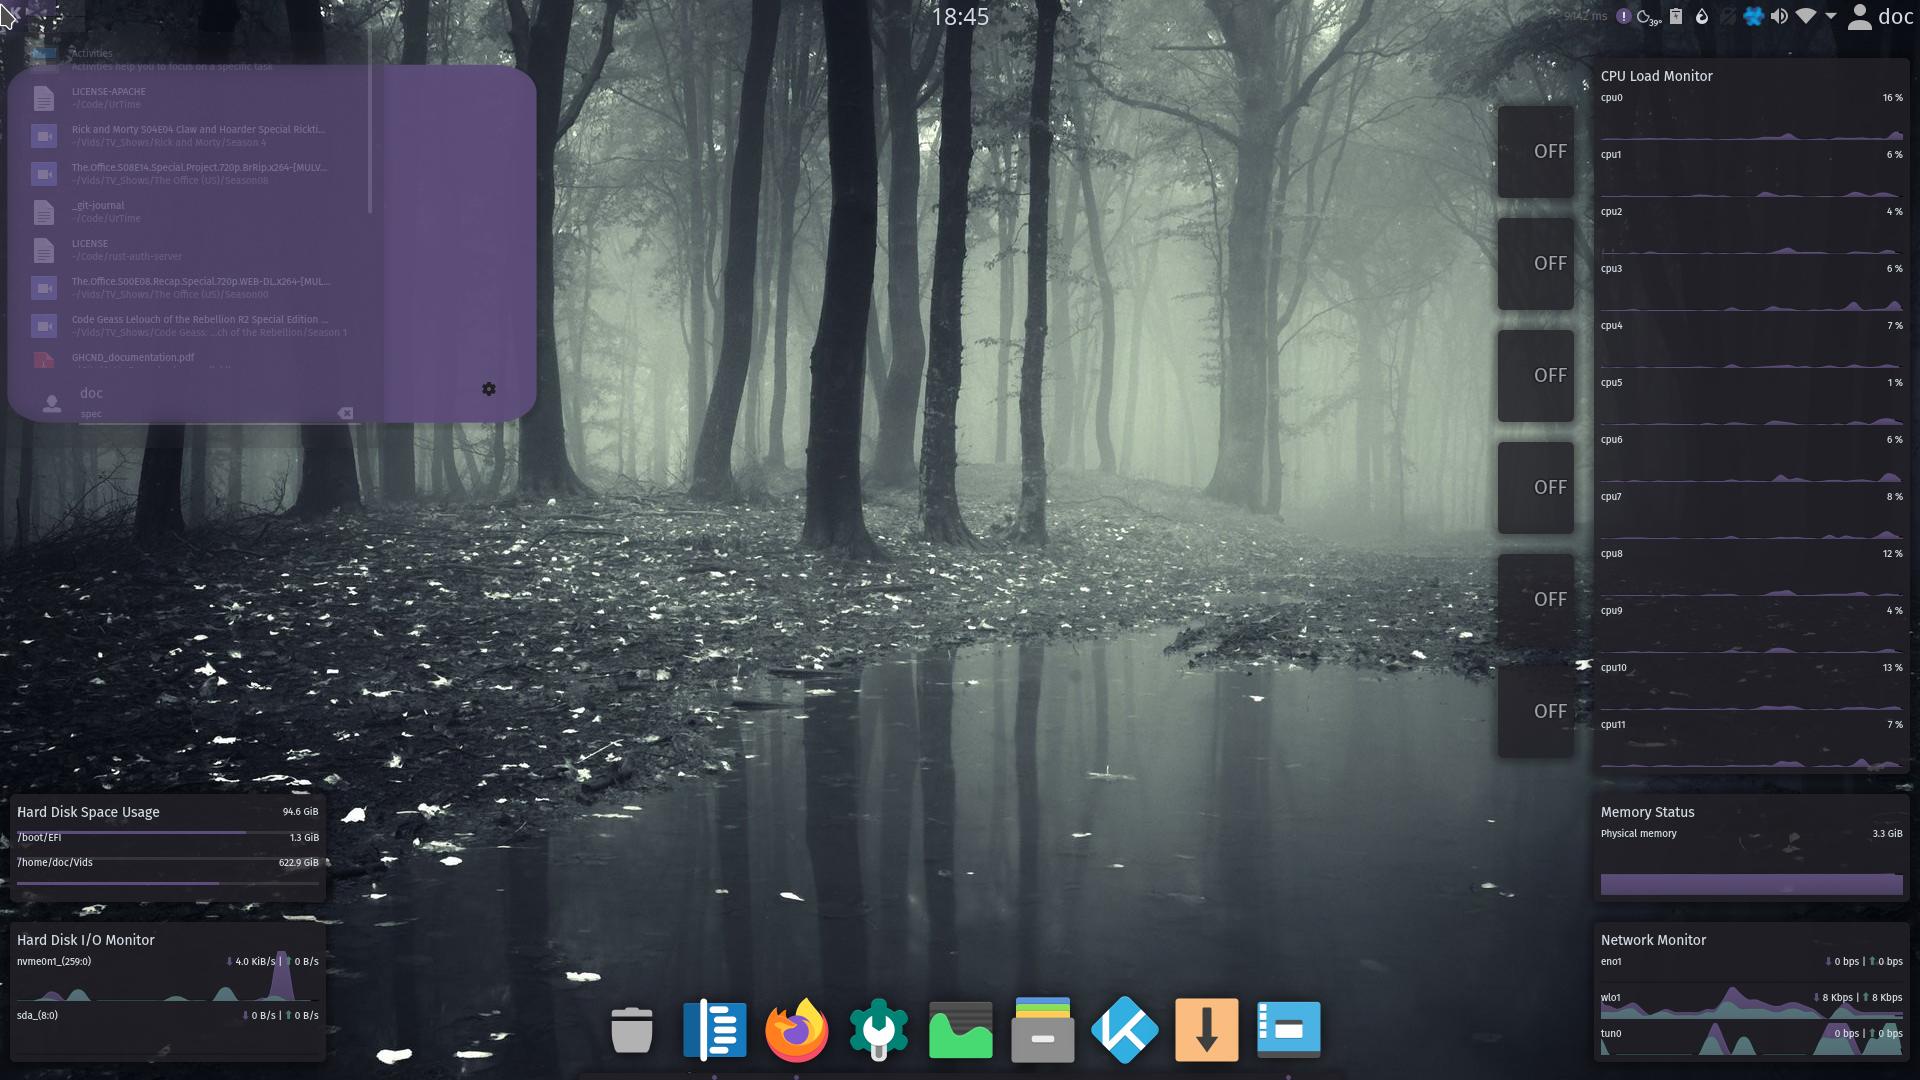 18:45
9.42 ms
39°
doc
Activities
Activities help you to focus on a specific task
LICENSE-APACHE
~/Code/UrTime
Rick and Morty S04E04 Claw and Hoarder Special Rickti...
~/Vids/TV_Shows/Rick and Morty/Season 4
The.Office.S08E14.Special.Project.720p.BrRip.x264-[MULV...
~/Vids/TV_Shows/The Office (US)/Season08
_git-journal
~/Code/UrTime
LICENSE
~/Code/rust-auth-server
The.Office.S00E08.Recap.Special.720p.WEB-DL.x264-[MUL...
~/Vids/TV_Shows/The Office (US)/Season00
Code Geass Lelouch of the Rebellion R2 Special Edition ...
~/Vids/TV_Shows/Code Geass: ...ch of the Rebellion/Season 1
GHCND_documentation.pdf
doc
spec
OFF
OFF
OFF
OFF
OFF
OFF
CPU Load Monitor
cpu0 16 %
cpu1 6 %
cpu2 4 %
cpu3 6 %
cpu4 7 %
cpu5 1 %
cpu6 6 %
cpu7 8 %
cpu8 12 %
cpu9 4 %
cpu10 13 %
cpu11 7 %
Hard Disk Space Usage 94.6 GiB
/boot/EFI 1.3 GiB
/home/doc/Vids 622.9 GiB
Hard Disk I/O Monitor
nvme0n1_(259:0) 4.0 KiB/s | 0 B/s
sda_(8:0) 0 B/s | 0 B/s
Memory Status
Physical memory 3.3 GiB
Network Monitor
eno1 0 bps | 0 bps
wlo1 8 Kbps | 8 Kbps
tun0 0 bps | 0 bps